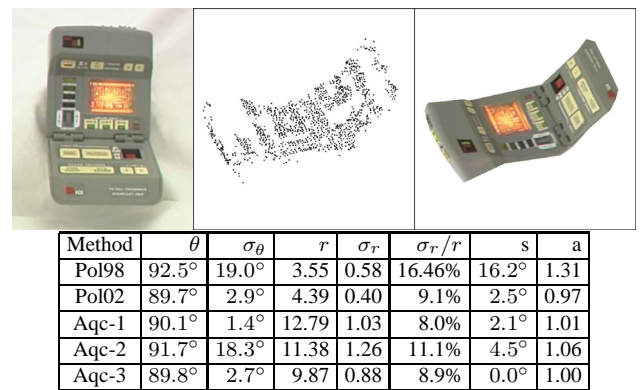 Method θ σθ r σr σr/r s a
Pol98 92.5° 19.0° 3.55 0.58 16.46% 16.2° 1.31
Pol02 89.7° 2.9° 4.39 0.40 9.1% 2.5° 0.97
Aqc-1 90.1° 1.4° 12.79 1.03 8.0% 2.1° 1.01
Aqc-2 91.7° 18.3° 11.38 1.26 11.1% 4.5° 1.06
Aqc-3 89.8° 2.7° 9.87 0.88 8.9% 0.0° 1.00